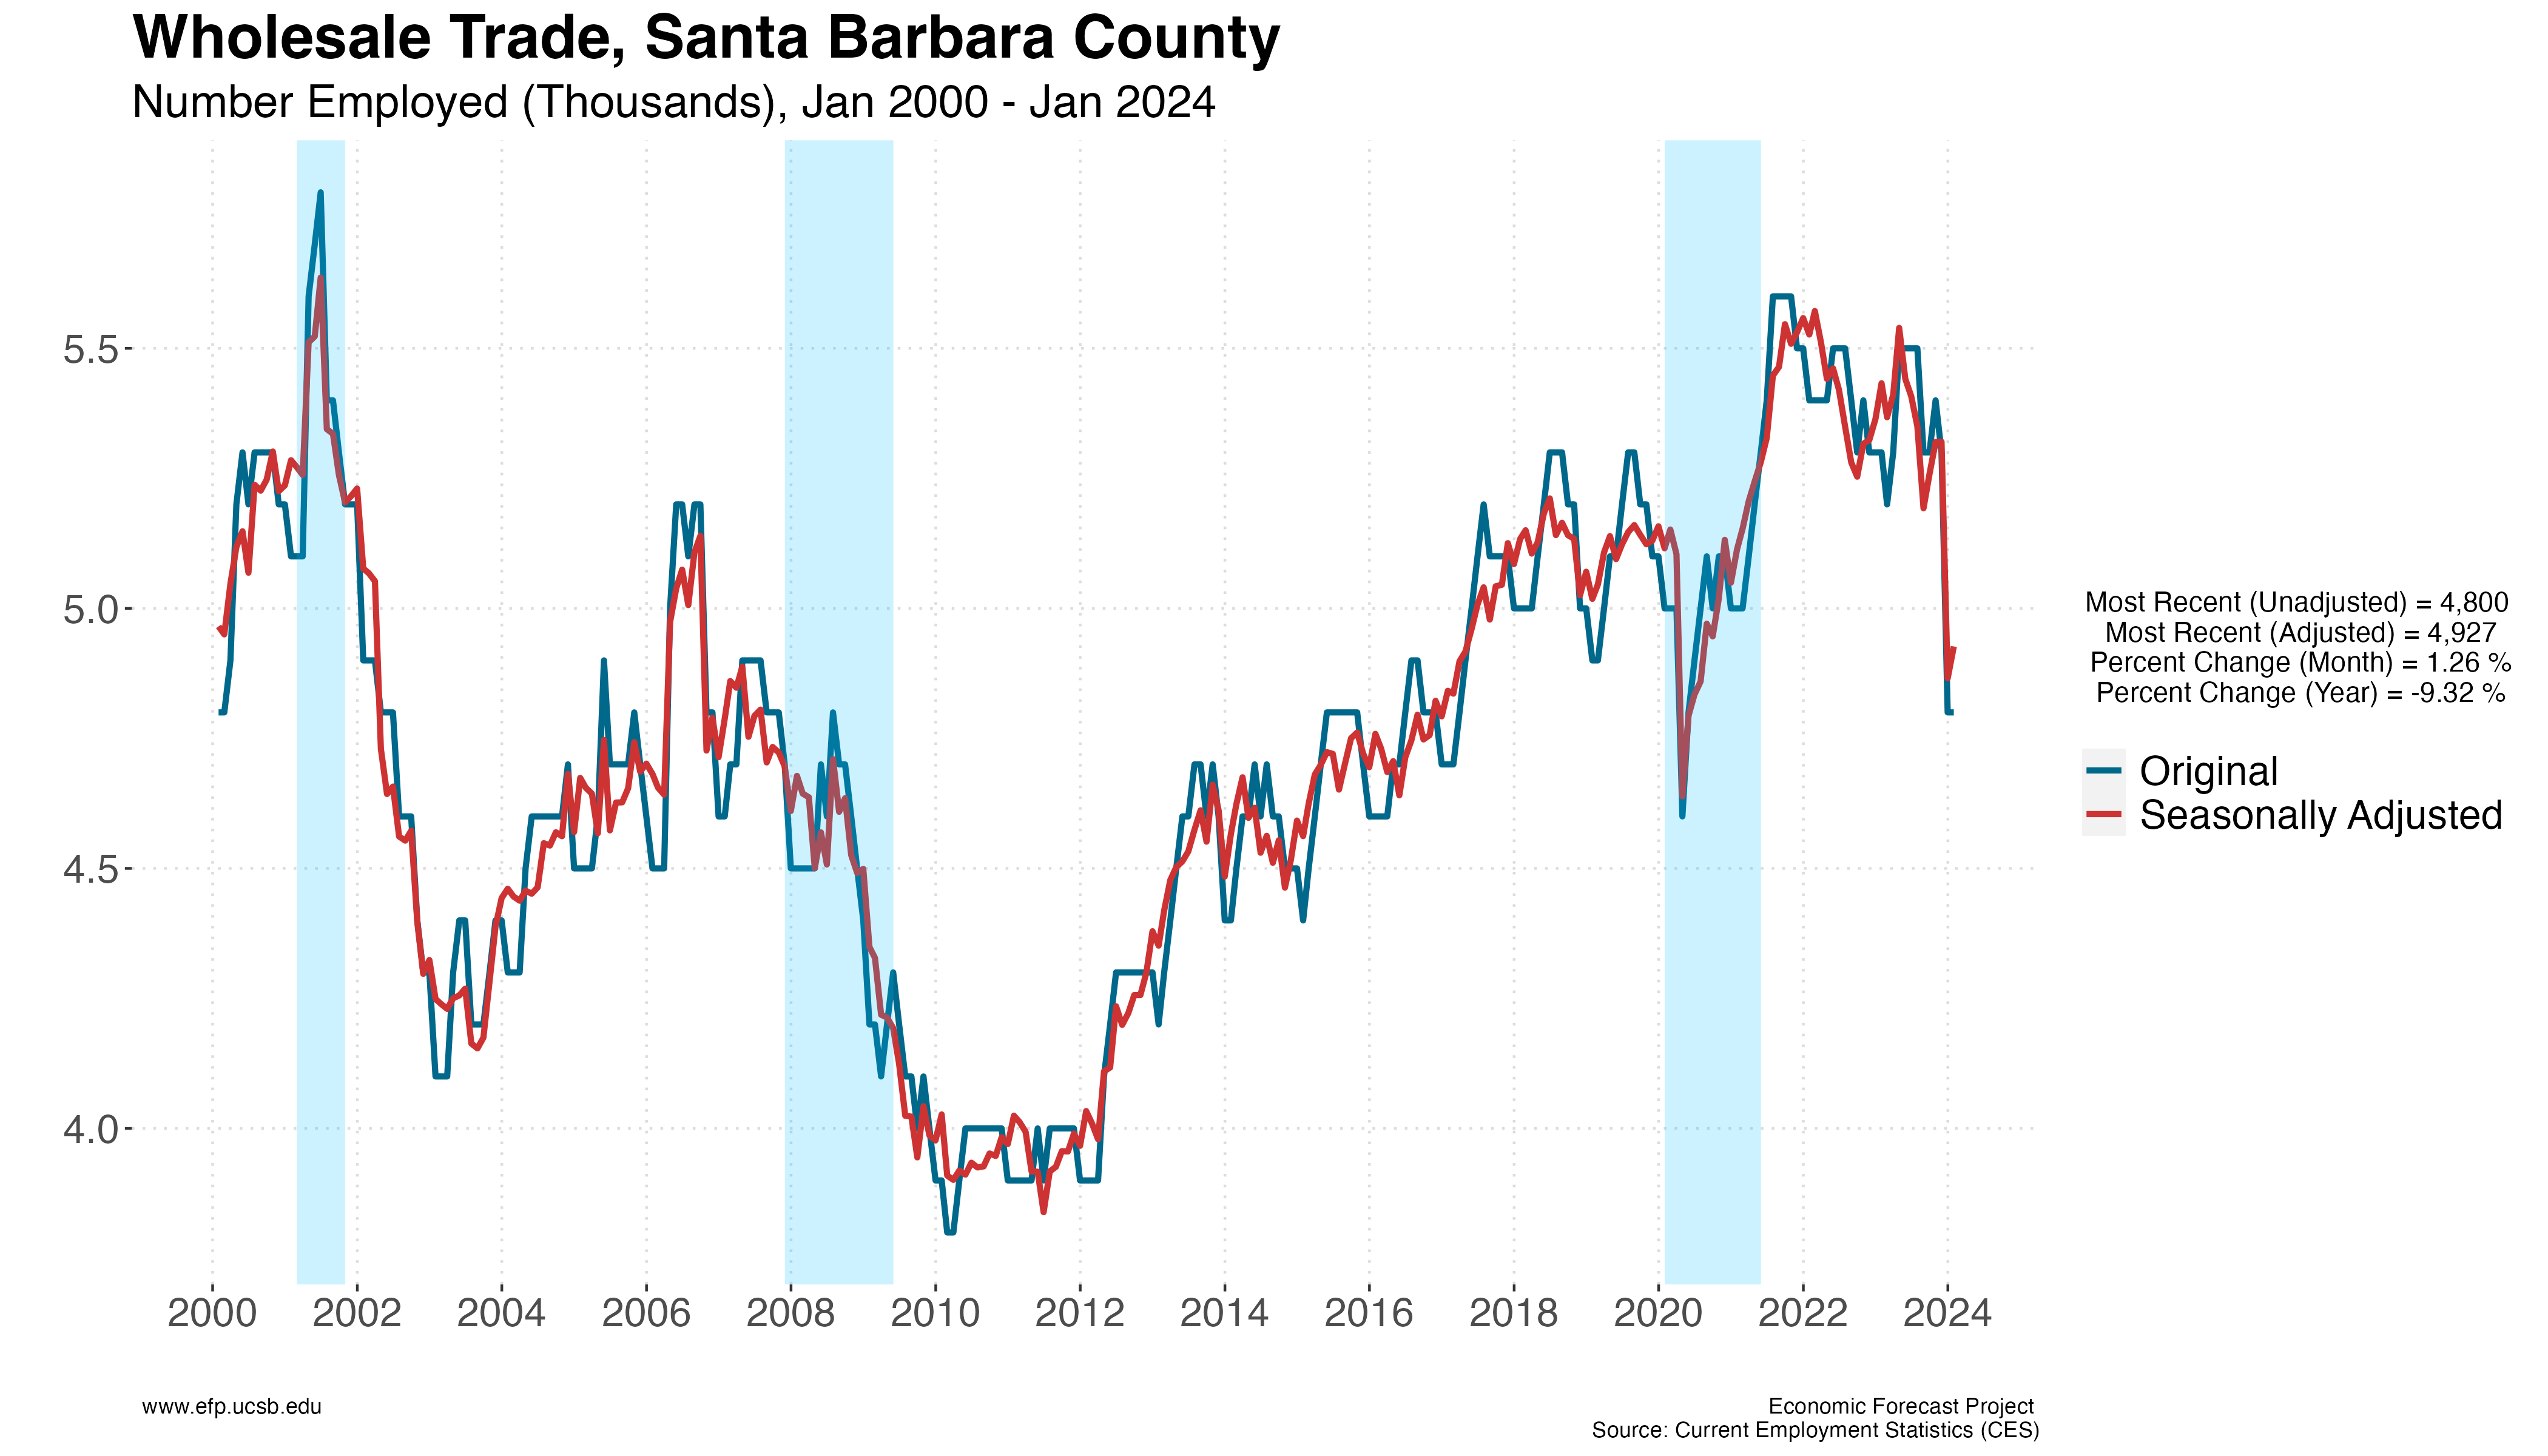 Wholesale Trade, Santa Barbara County
Number Employed (Thousands), Jan 2000 - Jan 2024
5.5
5.0
4.5
4.0
2000 2002 2004 2006 2008 2010 2012 2014 2016 2018 2020 2022 2024
Most Recent (Unadjusted) = 4,800
Most Recent (Adjusted) = 4,927
Percent Change (Month) = 1.26 %
Percent Change (Year) = -9.32 %
Original
Seasonally Adjusted
www.efp.ucsb.edu
Economic Forecast Project
Source: Current Employment Statistics (CES)